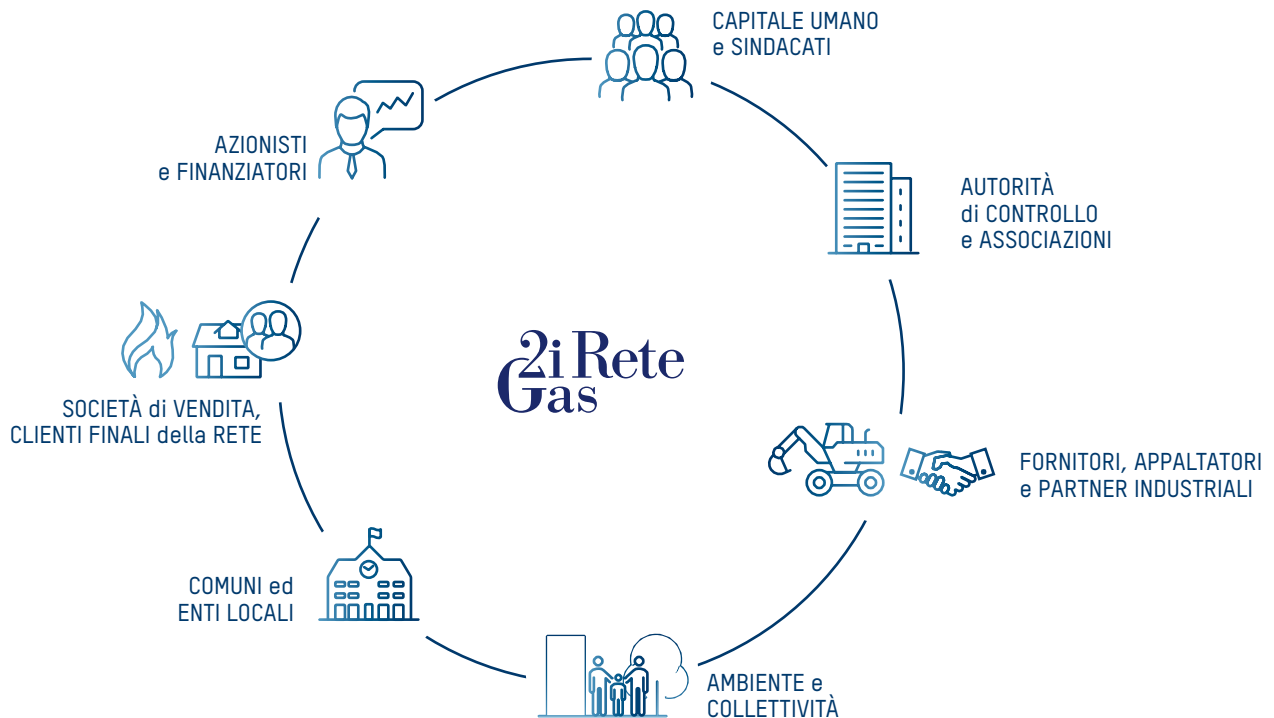 CAPITALE UMANO
e SINDACATI
AZIONISTI
e FINANZIATORI
AUTORITÀ
di CONTROLLO
e ASSOCIAZIONI
2i Rete
Gas
SOCIETÀ di VENDITA,
CLIENTI FINALI della RETE
FORNITORI, APPALTATORI
e PARTNER INDUSTRIALI
COMUNI ed
ENTI LOCALI
AMBIENTE e
COLLETTIVITÀ